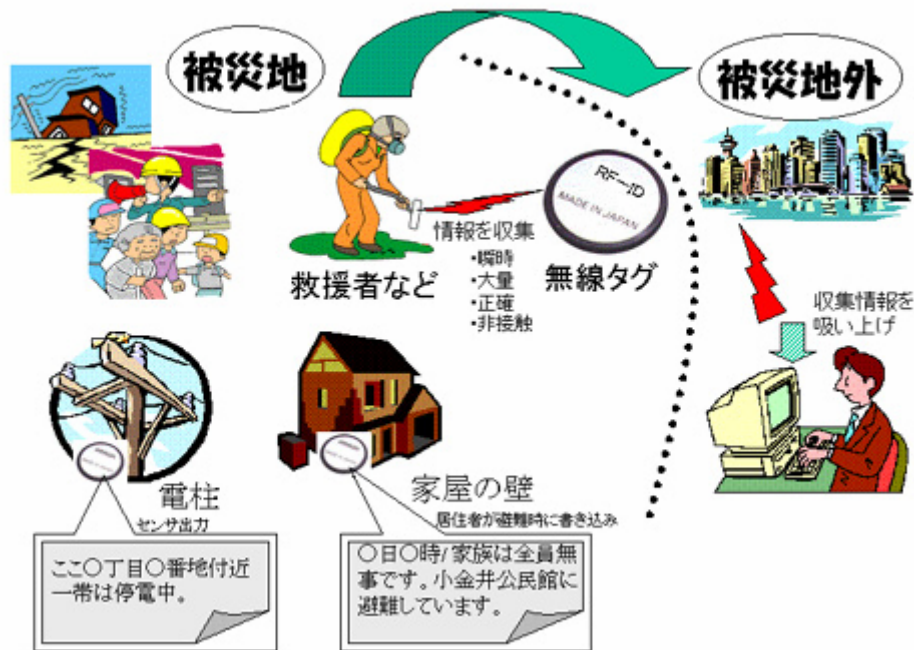 被災地
被災地外
RF-ID
MADE IN JAPAN
情報を収集
・瞬時
・大量
・正確
・非接触
救援者など
無線タグ
収集情報を
吸い上げ
電柱
センサ出力
ここ〇丁目〇番地付近
一帯は停電中。
家屋の壁
居住者が避難時に書き込み
〇日〇時/家族は全員無
事です。小金井公民館に
避難しています。